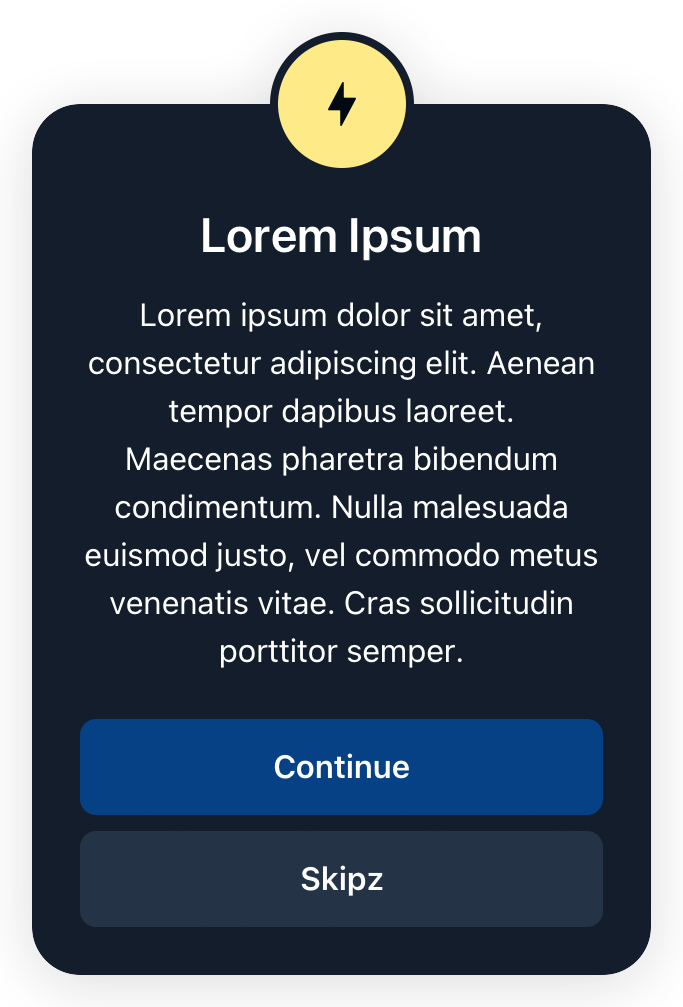 Lorem Ipsum
Lorem ipsum dolor sit amet,
consectetur adipiscing elit. Aenean
tempor dapibus laoreet.
Maecenas pharetra bibendum
condimentum. Nulla malesuada
euismod justo, vel commodo metus
venenatis vitae. Cras sollicitudin
porttitor semper.
Continue
Skipz